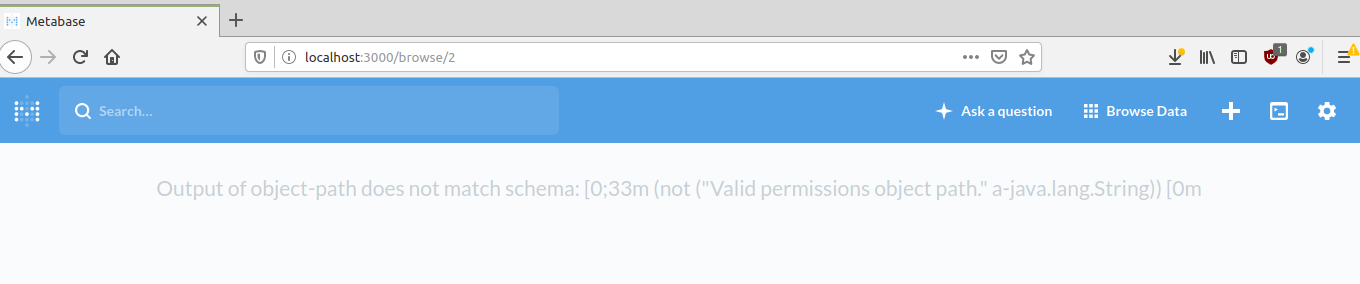 Metabase
localhost:3000/browse/2
1
Search...
Ask a question
Browse Data
Output of object-path does not match schema: [0;33m (not ("Valid permissions object path." a-java.lang.String)) [0m